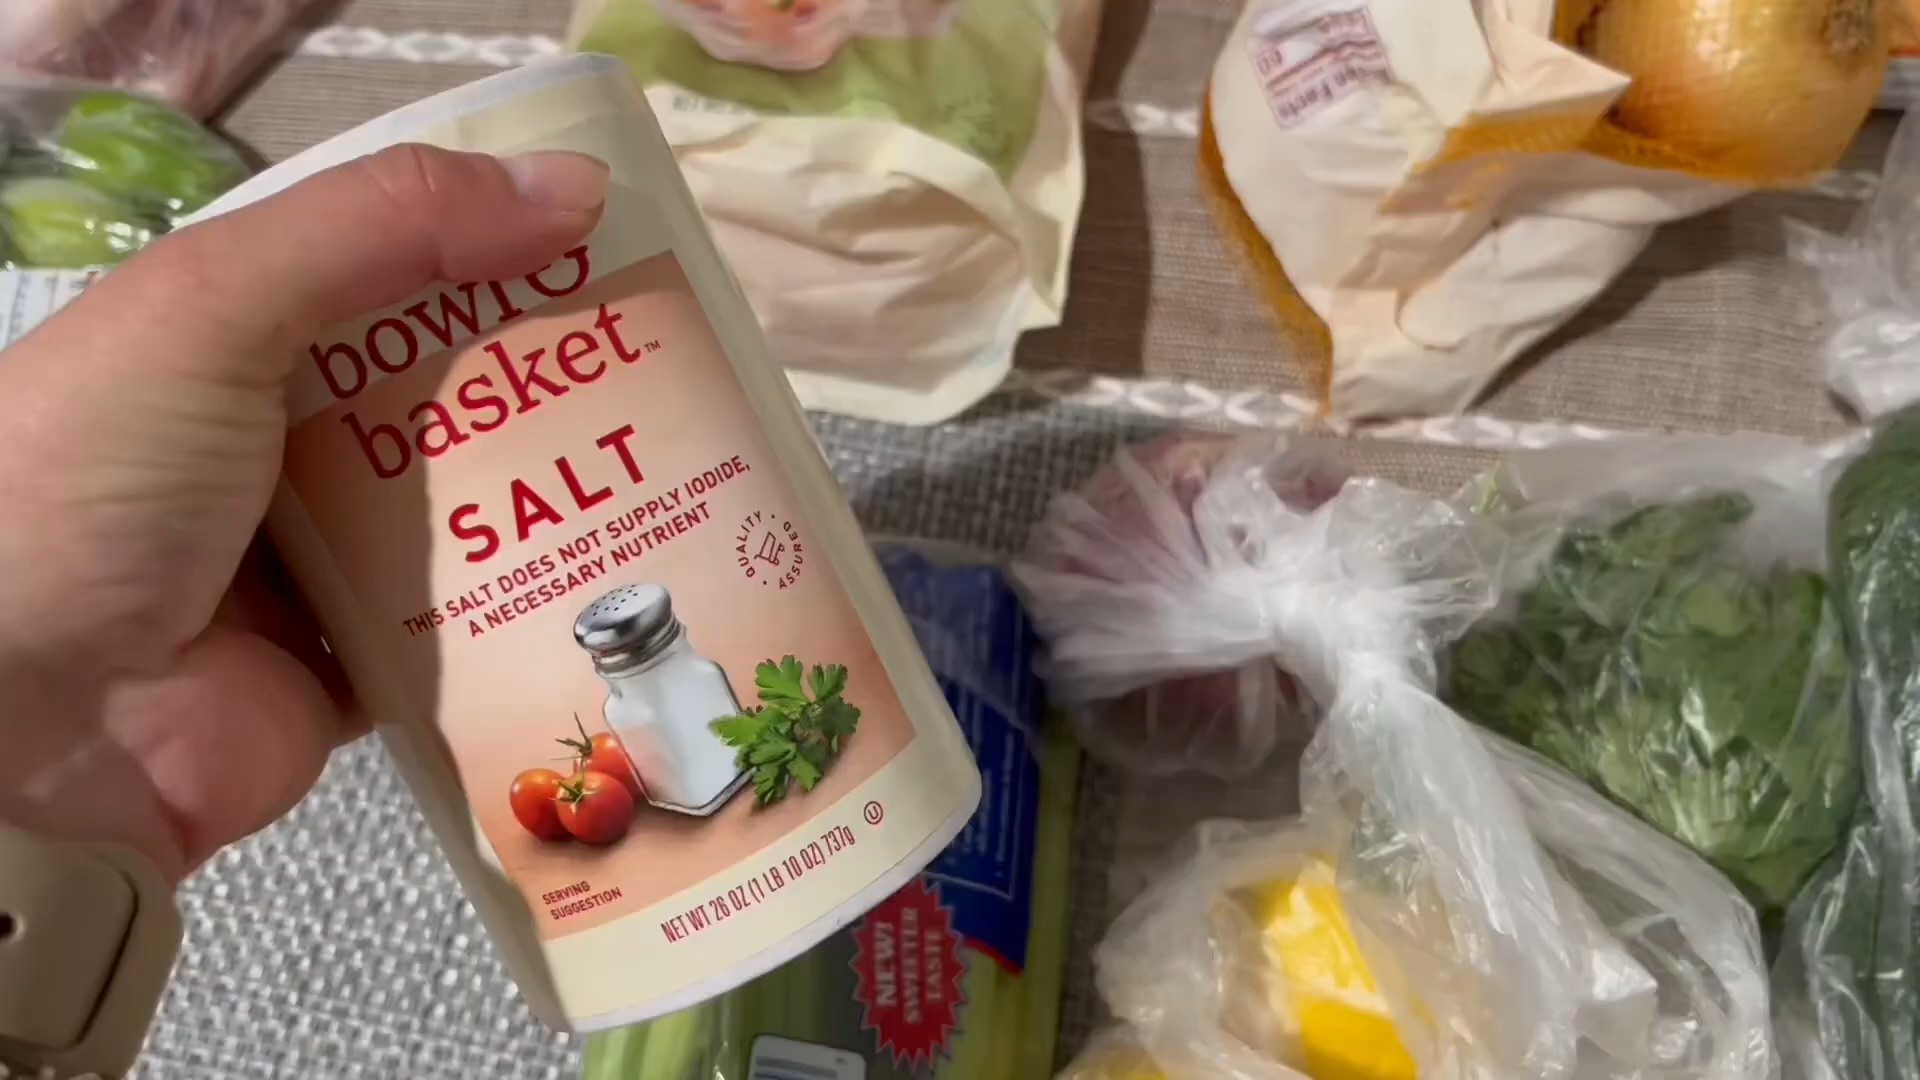 bowl &
basket™
SALT
THIS SALT DOES NOT SUPPLY IODIDE,
A NECESSARY NUTRIENT
QUALITY • ASSURED •
SERVING
SUGGESTION
NET WT 26 OZ (1 LB 10 OZ) 737g
U
NEW!
SWEETER
TASTE